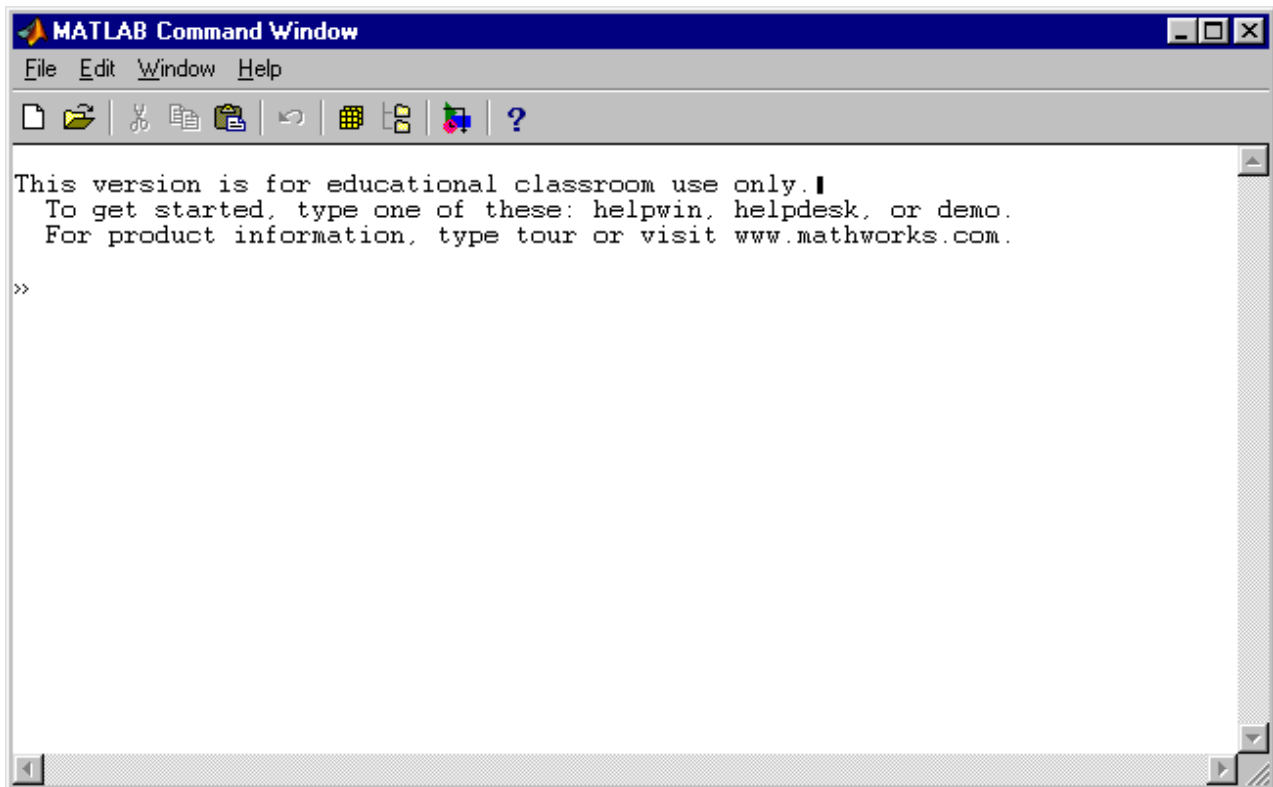 MATLAB Command Window
File Edit Window Help
?
This version is for educational classroom use only.
To get started, type one of these: helpwin, helpdesk, or demo.
For product information, type tour or visit www.mathworks.com.
»